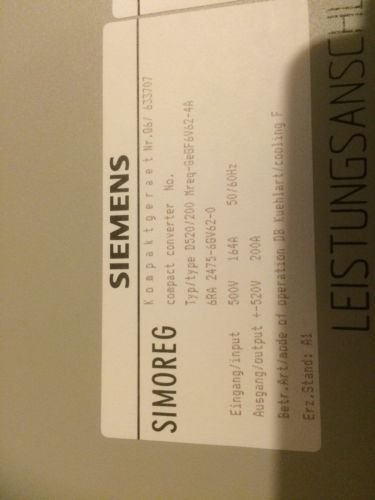 SIEMENS
SIMOREG
Kompaktgeraet Nr.Q6/ 633707
compact converter No.
Typ/type D520/200 Mreq-GeGF6V62-4A
6RA 2475-6GV62-0
Eingang/input 500V 164A 50/60Hz
Ausgang/output +-520V 200A
Betr.Art/mode of operation DB Kuehlart/cooling F
Erz.Stand: A1
LEISTUNGSANSCHL